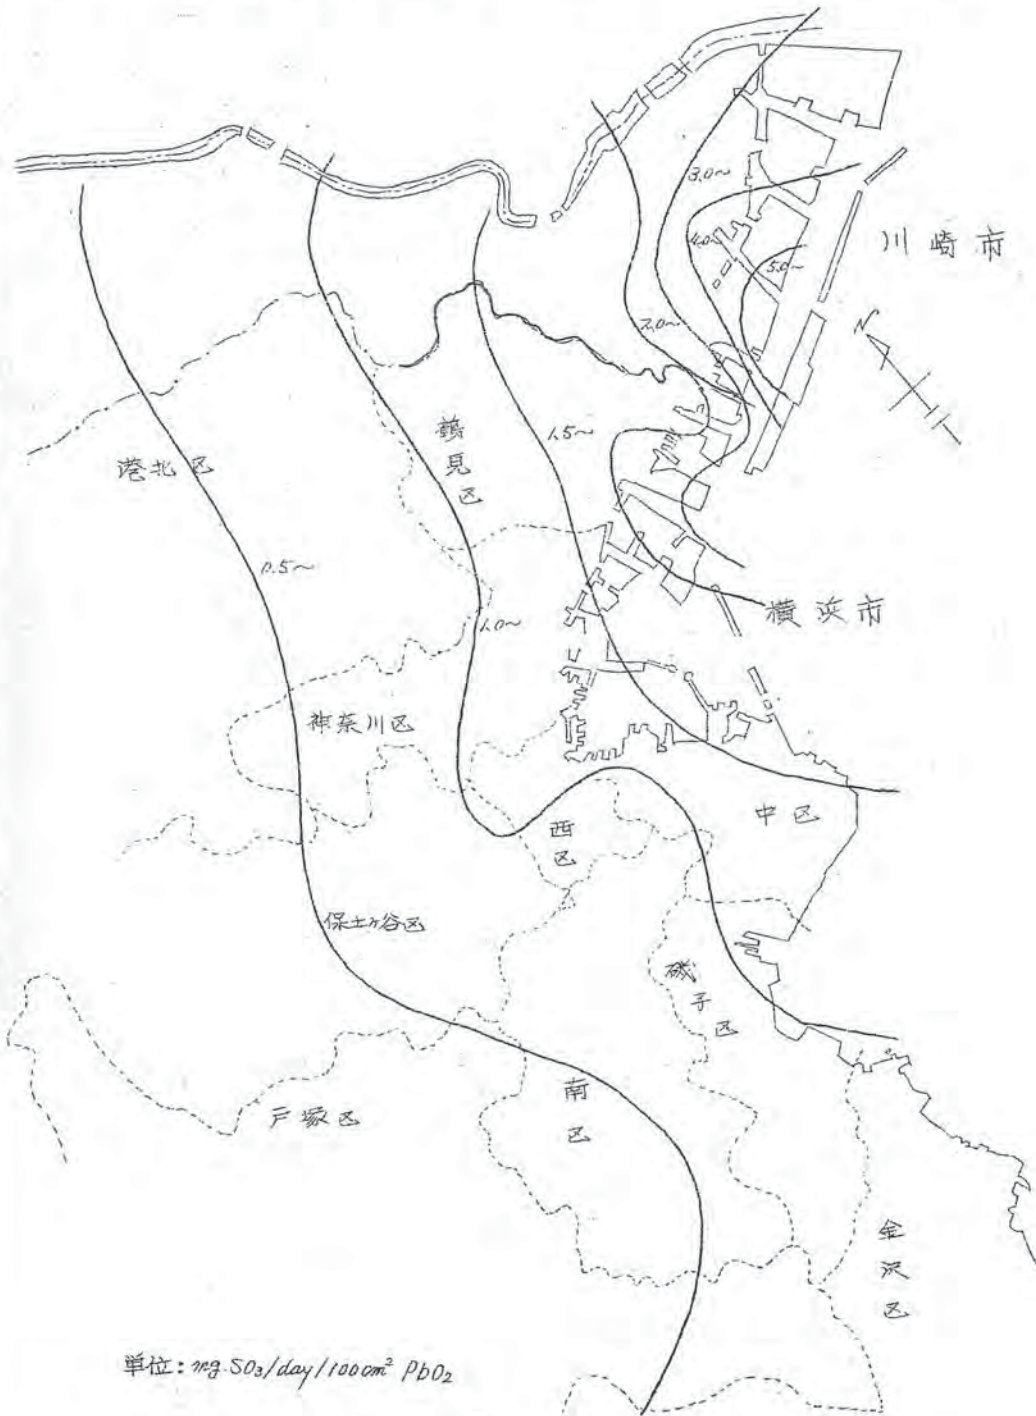 3.0～
川崎市
4.0～
5.0～
N
2.0～
鶴見区
1.5～
港北区
0.5～
横浜市
1.0～
神奈川区
中区
西区
保土ヶ谷区
磯子区
南区
戸塚区
金沢区
単位: mg.SO₃/day/100cm² PbO₂